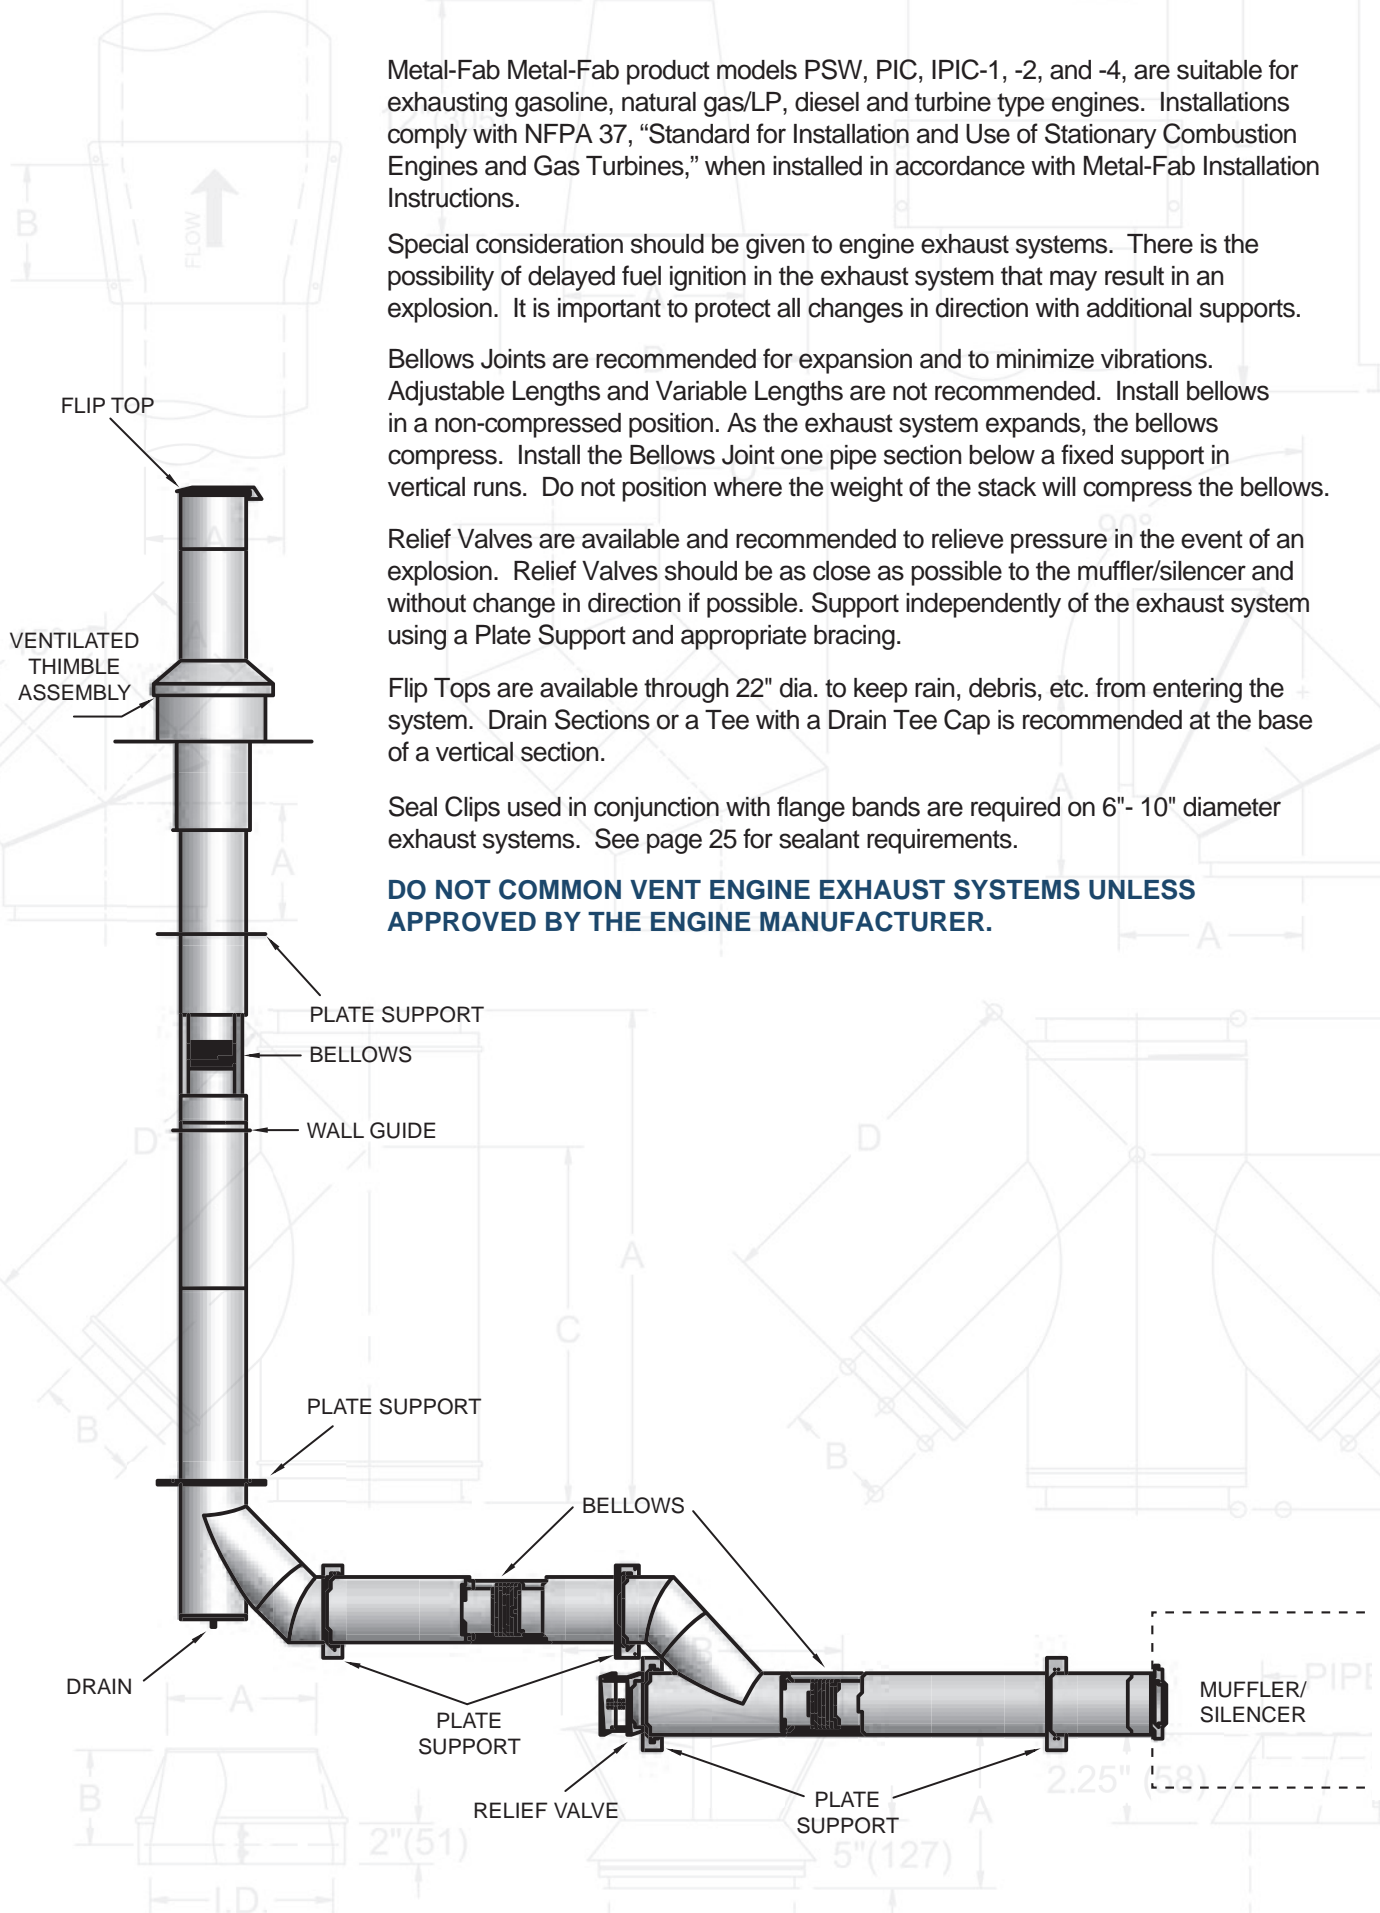 Metal-Fab Metal-Fab product models PSW, PIC, IPIC-1, -2, and -4, are suitable for
exhausting gasoline, natural gas/LP, diesel and turbine type engines.  Installations
comply with NFPA 37, “Standard for Installation and Use of Stationary Combustion
Engines and Gas Turbines,” when installed in accordance with Metal-Fab Installation
Instructions.
Special consideration should be given to engine exhaust systems.  There is the
possibility of delayed fuel ignition in the exhaust system that may result in an
explosion.  It is important to protect all changes in direction with additional supports.
Bellows Joints are recommended for expansion and to minimize vibrations.
Adjustable Lengths and Variable Lengths are not recommended.  Install bellows
in a non-compressed position. As the exhaust system expands, the bellows
compress.  Install the Bellows Joint one pipe section below a fixed support in
vertical runs.  Do not position where the weight of the stack will compress the bellows.
Relief Valves are available and recommended to relieve pressure in the event of an
explosion.  Relief Valves should be as close as possible to the muffler/silencer and
without change in direction if possible. Support independently of the exhaust system
using a Plate Support and appropriate bracing.
Flip Tops are available through 22" dia. to keep rain, debris, etc. from entering the
system.  Drain Sections or a Tee with a Drain Tee Cap is recommended at the base
of a vertical section.
Seal Clips used in conjunction with flange bands are required on 6"- 10" diameter
exhaust systems.  See page 25 for sealant requirements.
DO NOT COMMON VENT ENGINE EXHAUST SYSTEMS UNLESS
APPROVED BY THE ENGINE MANUFACTURER.
FLIP TOP
VENTILATED
THIMBLE
ASSEMBLY
PLATE SUPPORT
BELLOWS
WALL GUIDE
PLATE SUPPORT
BELLOWS
DRAIN
PLATE
SUPPORT
RELIEF VALVE
PLATE
SUPPORT
MUFFLER/
SILENCER
B
FLOW
A
B
A
90°
A
A
A
D
A
C
B
D
B
A
B
2"(51)
I.D.
B
5"(127)
A
2.25" (58)
PIPE